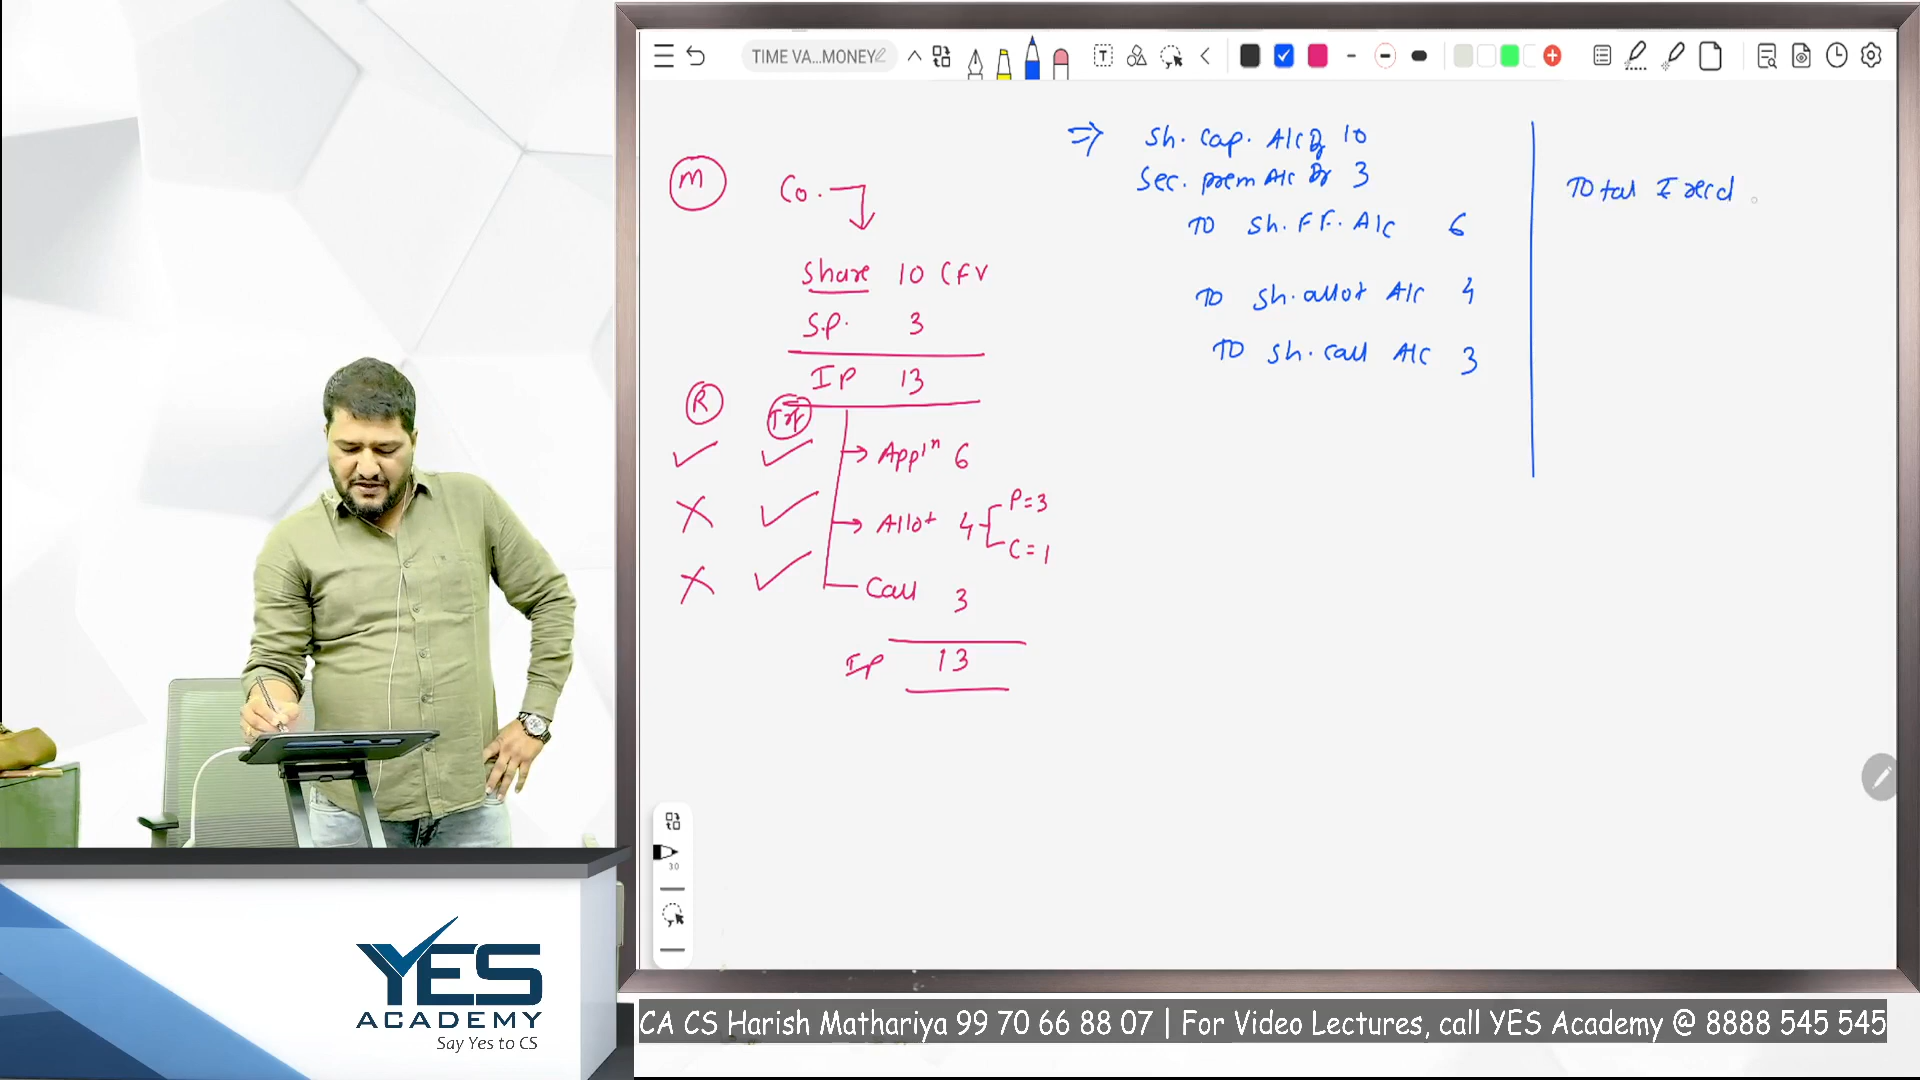 TIME VA...MONEY
M
Co.
Share 10 (FV
S.P. 3
IP 13
R
Trf
Appln 6
Allot 4
P=3
C=1
Call 3
IP 13
⇒ Sh. Cap. A/c Dr 10
Sec. prem A/c Dr 3
TO Sh. F.F. A/c 6
TO Sh. allot A/c 4
TO Sh. call A/c 3
Total
30
YES
ACADEMY
Say Yes to CS
CA CS Harish Mathariya 99 70 66 88 07 | For Video Lectures, call YES Academy @ 8888 545 545